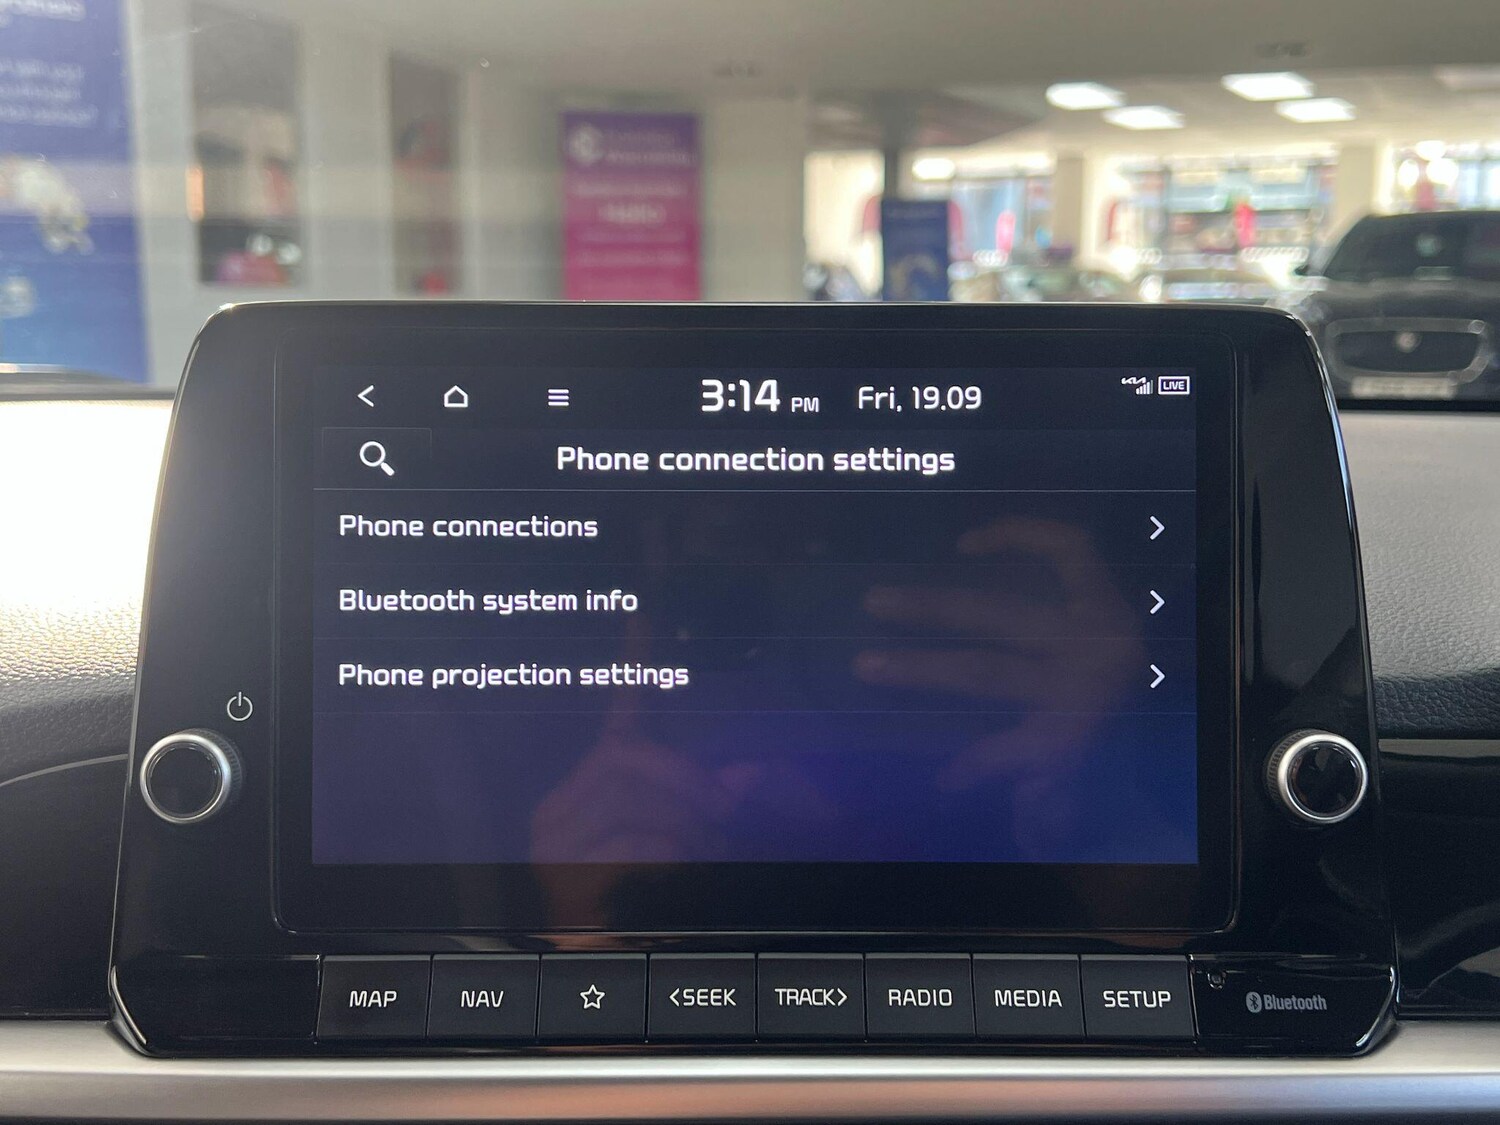 3:14 PM Fri, 19.09
KIA LIVE
Phone connection settings
Phone connections
Bluetooth system info
Phone projection settings
MAP NAV <SEEK TRACK> RADIO MEDIA SETUP
Bluetooth